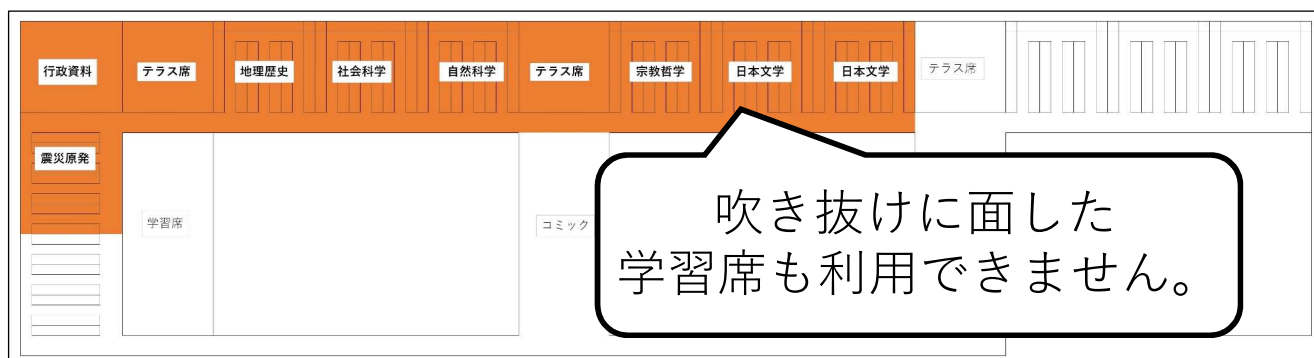 行政資料
テラス席
地理歴史
社会科学
自然科学
テラス席
宗教哲学
日本文学
日本文学
テラス席
震災原発
学習席
コミック
吹き抜けに面した
学習席も利用できません。